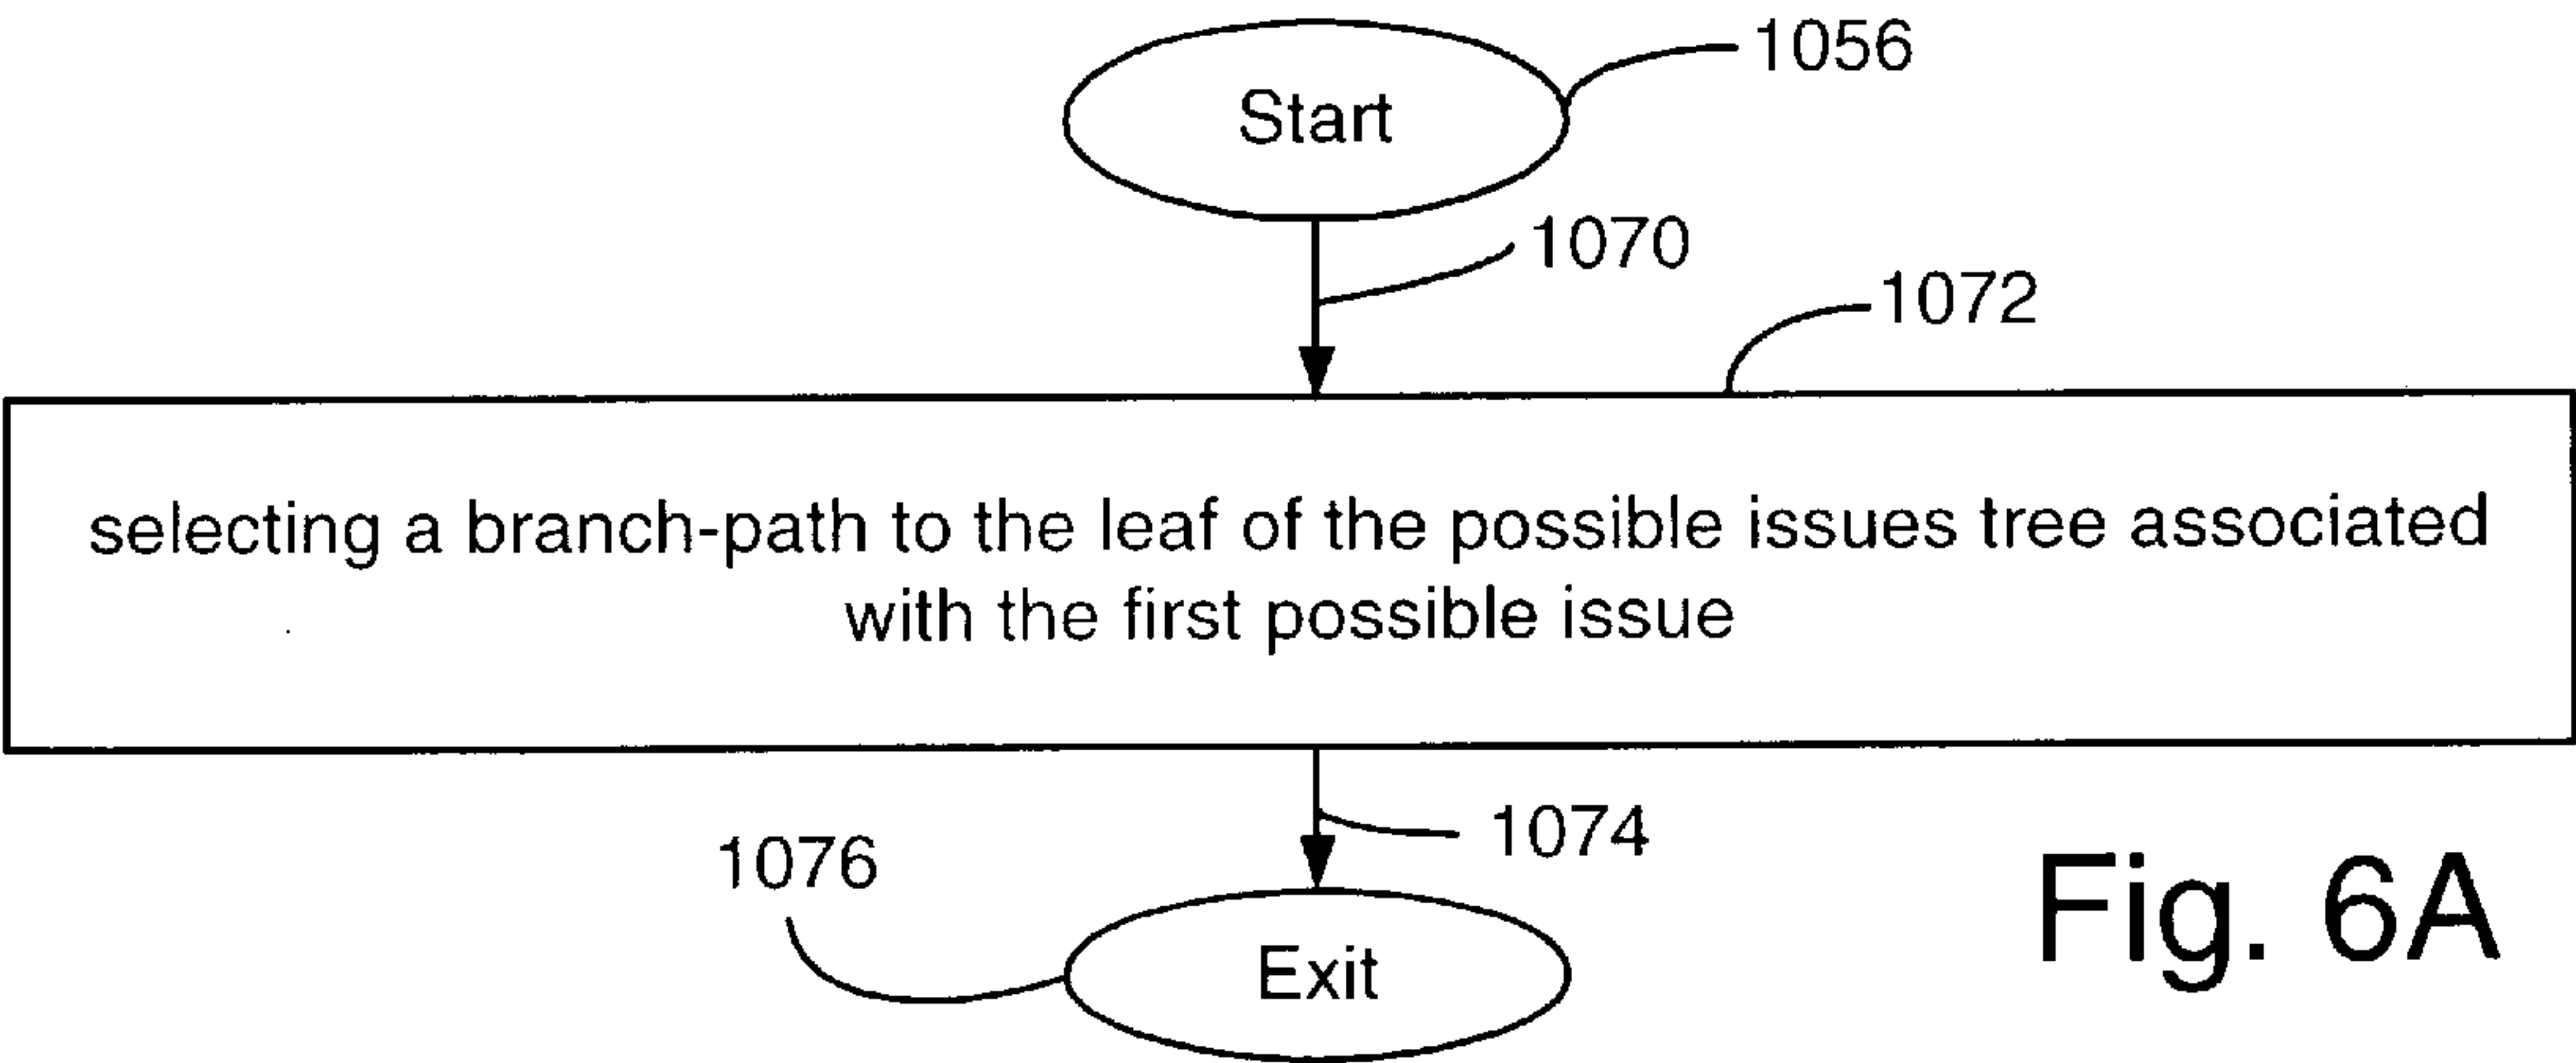 1056
Start
1070
1072
selecting a branch-path to the leaf of the possible issues tree associated
with the first possible issue
1074
1076
Exit
Fig. 6A